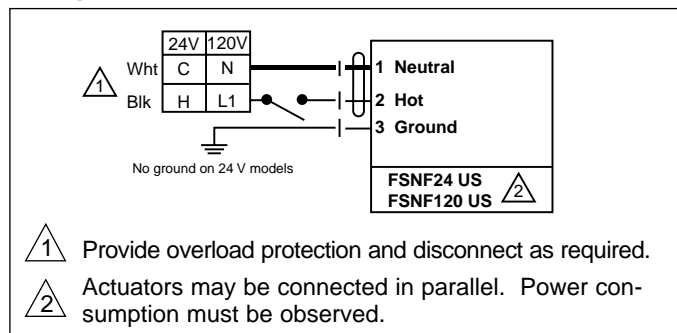 24V 120V
Wht C N 1 Neutral
1
Blk H L1 2 Hot
3 Ground
No ground on 24 V models
FSNF24 US
FSNF120 US
2
1 Provide overload protection and disconnect as required.
2 Actuators may be connected in parallel. Power con-
sumption must be observed.